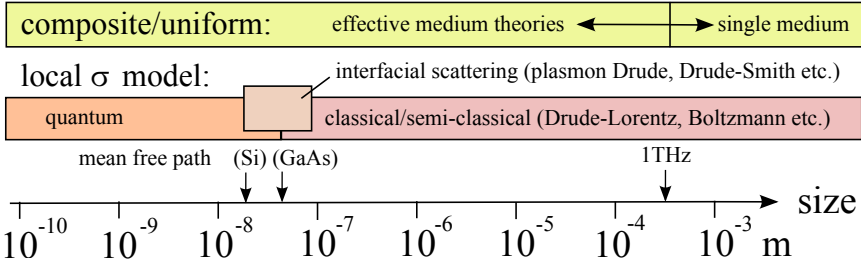 composite/uniform: effective medium theories single medium
local σ model: interfacial scattering (plasmon Drude, Drude-Smith etc.)
quantum classical/semi-classical (Drude-Lorentz, Boltzmann etc.)
mean free path (Si) (GaAs) 1THz
size
10⁻¹⁰ 10⁻⁹ 10⁻⁸ 10⁻⁷ 10⁻⁶ 10⁻⁵ 10⁻⁴ 10⁻³ m